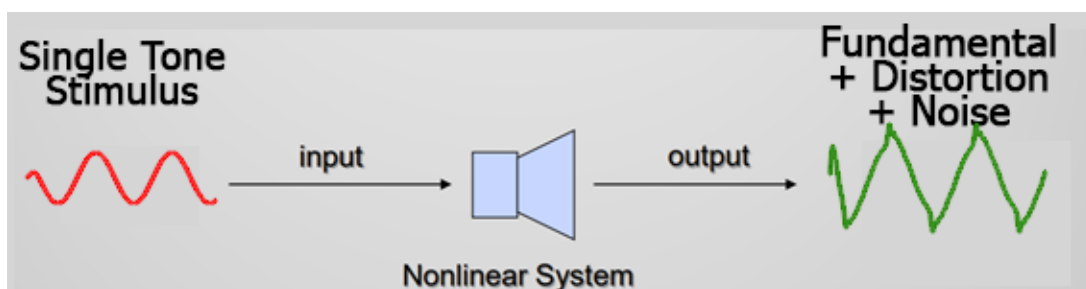 Single Tone
Stimulus
input
Nonlinear System
output
Fundamental
+ Distortion
+ Noise